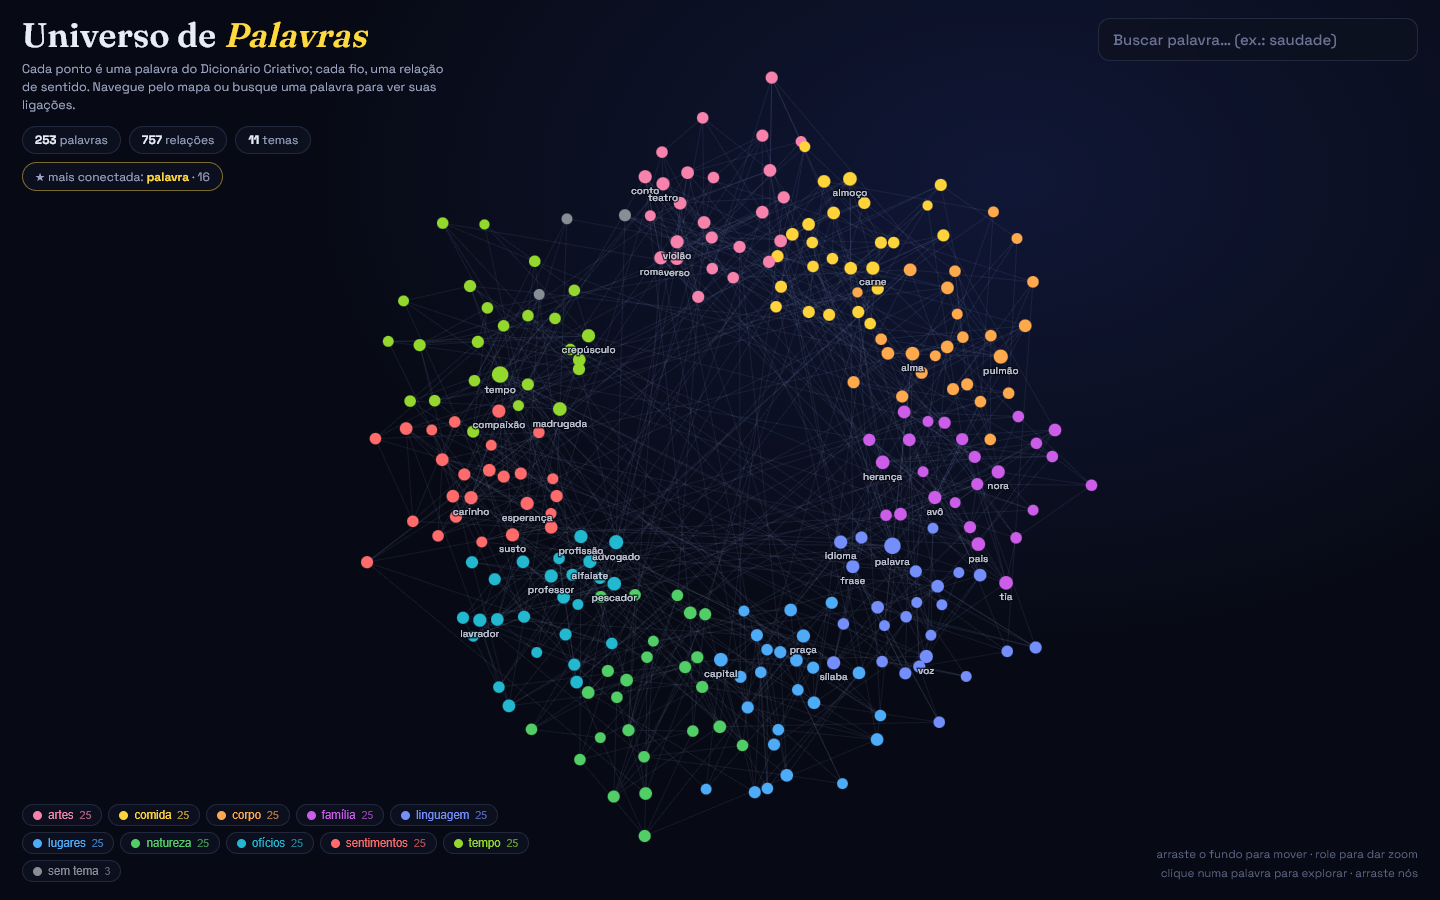 Universo de Palavras
Buscar palavra... (ex.: saudade)
Cada ponto é uma palavra do Dicionário Criativo; cada fio, uma relação
de sentido. Navegue pelo mapa ou busque uma palavra para ver suas
ligações.
253 palavras
757 relações
11 temas
★ mais conectada: palavra · 16
conto
teatro
almoço
violão
verso
carne
crepúsculo
alma
pulmão
tempo
compaixão
madrugada
herança
nora
carinho
esperança
avô
susto
profissão
advogado
idioma
palavra
pais
alfaiate
frase
professor
pescador
tia
lavrador
praça
capital
sílaba
voz
artes 25
comida 25
corpo 25
família 25
linguagem 25
lugares 25
natureza 25
ofícios 25
sentimentos 25
tempo 25
sem tema 3
arraste o fundo para mover · role para dar zoom
clique numa palavra para explorar · arraste nós